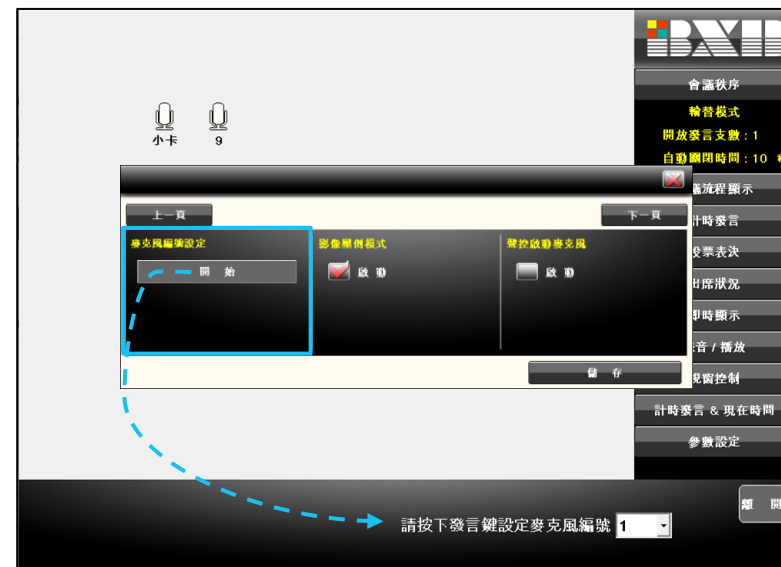 BXB
會議秩序
輪替模式
開放發言支數:1
自動關閉時間:10
小卡 9
議流程顯示
上一頁 下一頁
計時發言
麥克風編號設定 影像單例模式 聲控啟動麥克風
投票表決
開 始 啟 動 啟 動
出席狀況
即時顯示
音 / 播放
視窗控制
儲 存
計時發言 & 現在時間
參數設定
離 開
請按下發言鍵設定麥克風編號 1